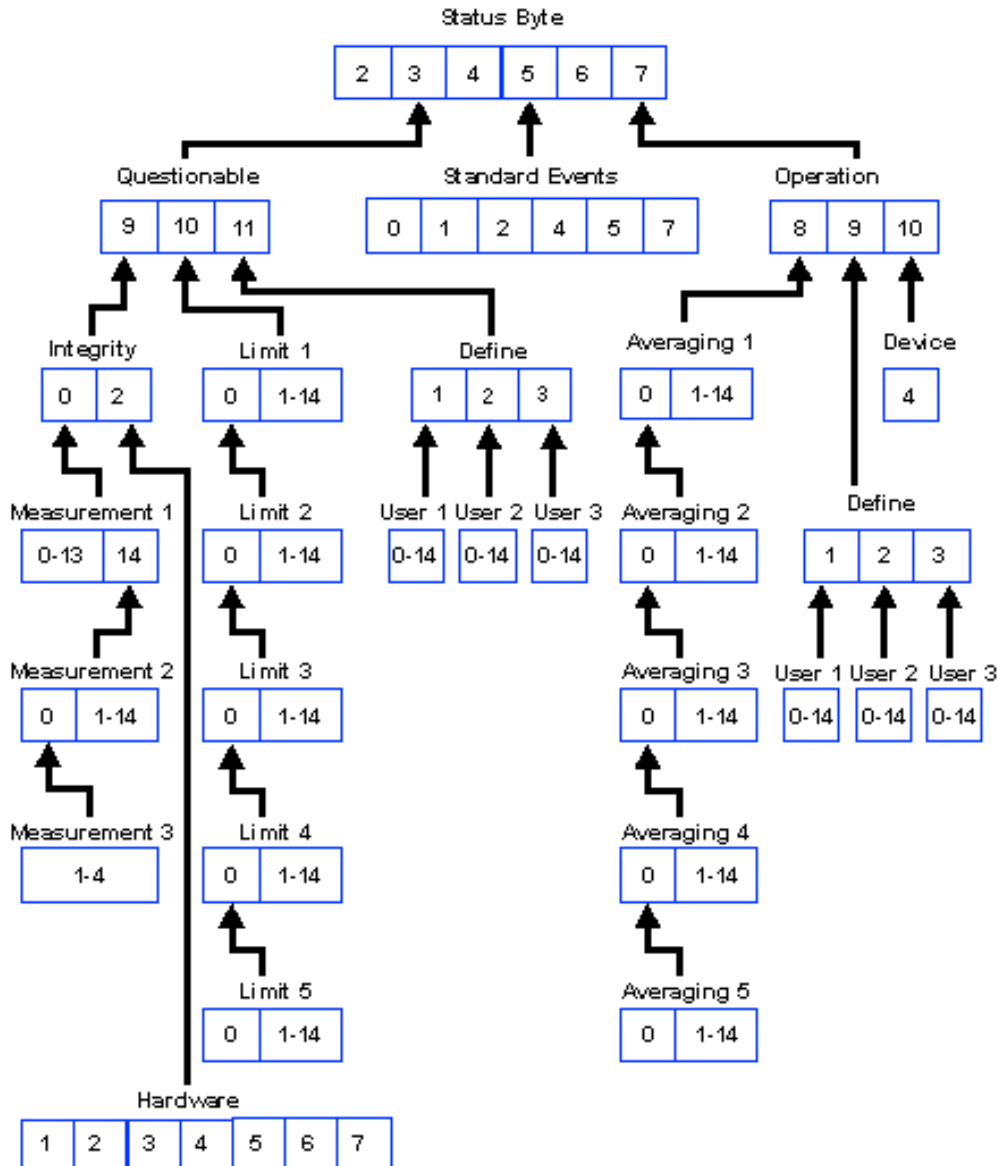 Status Byte
2 3 4 5 6 7
Questionable Standard Events Operation
9 10 11 0 1 2 4 5 7 8 9 10
Integrity Limit 1 Define Averaging 1 Device
0 2 0 1-14 1 2 3 0 1-14 4
Measurement 1 Limit 2 User 1 User 2 User 3 Averaging 2 Define
0-13 14 0 1-14 0-14 0-14 0-14 0 1-14 1 2 3
Measurement 2 Limit 3 Averaging 3 User 1 User 2 User 3
0 1-14 0 1-14 0 1-14 0-14 0-14 0-14
Measurement 3 Limit 4 Averaging 4
1-4 0 1-14 0 1-14
Limit 5 Averaging 5
0 1-14 0 1-14
Hardware
1 2 3 4 5 6 7